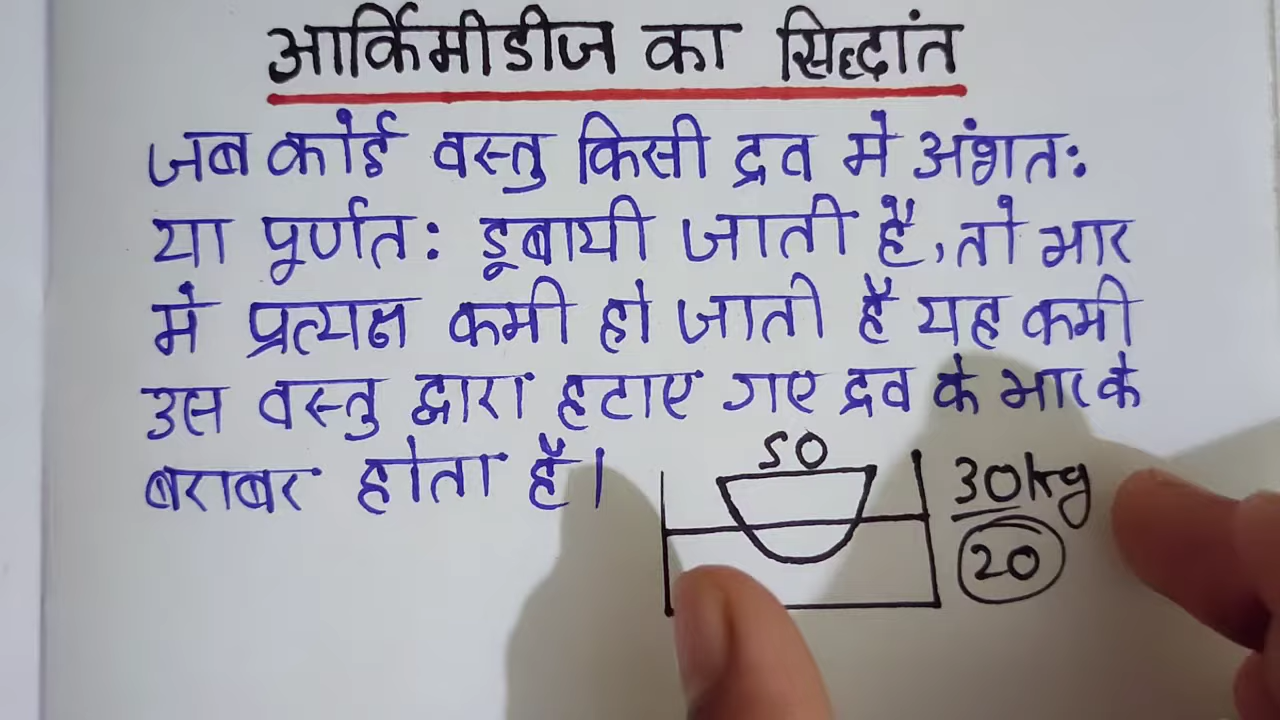 आर्किमीडीज का सिद्धांत
जब कोई वस्तु किसी द्रव मे अंशतः
या पूर्णतः डूबायी जाती है, तो भार
मे प्रत्यक्ष कमी हो जाती है यह कमी
उस वस्तु द्वारा हटाए गए द्रव के भार के
बराबर होता है।
50
30kg
20